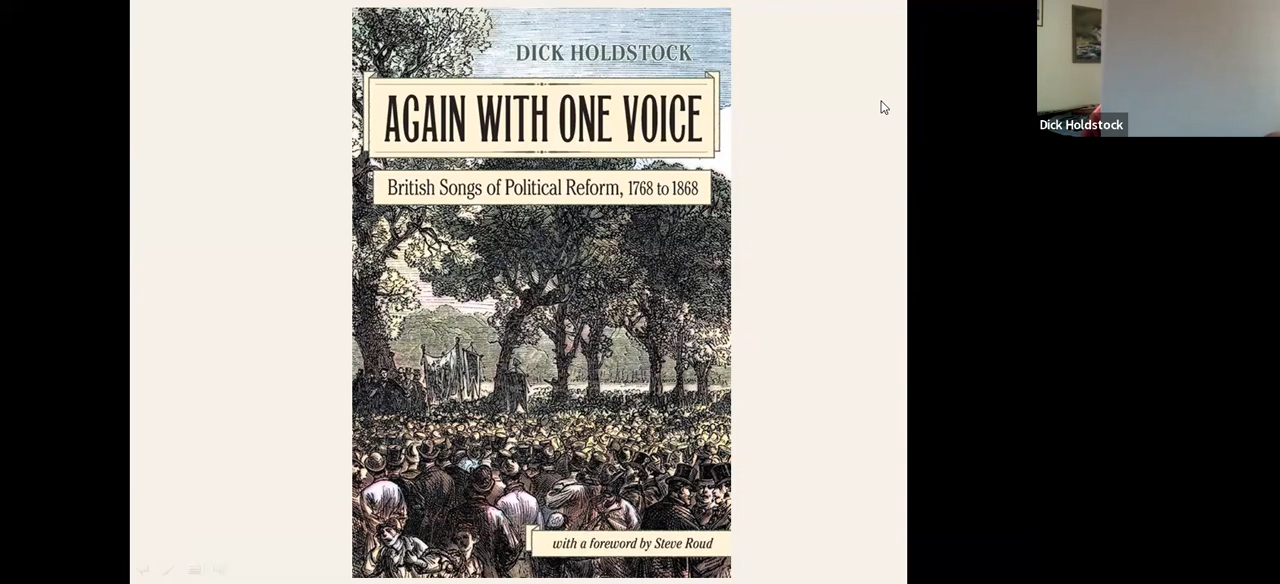 DICK HOLDSTOCK
AGAIN WITH ONE VOICE
British Songs of Political Reform, 1768 to 1868
with a foreword by Steve Roud
Dick Holdstock